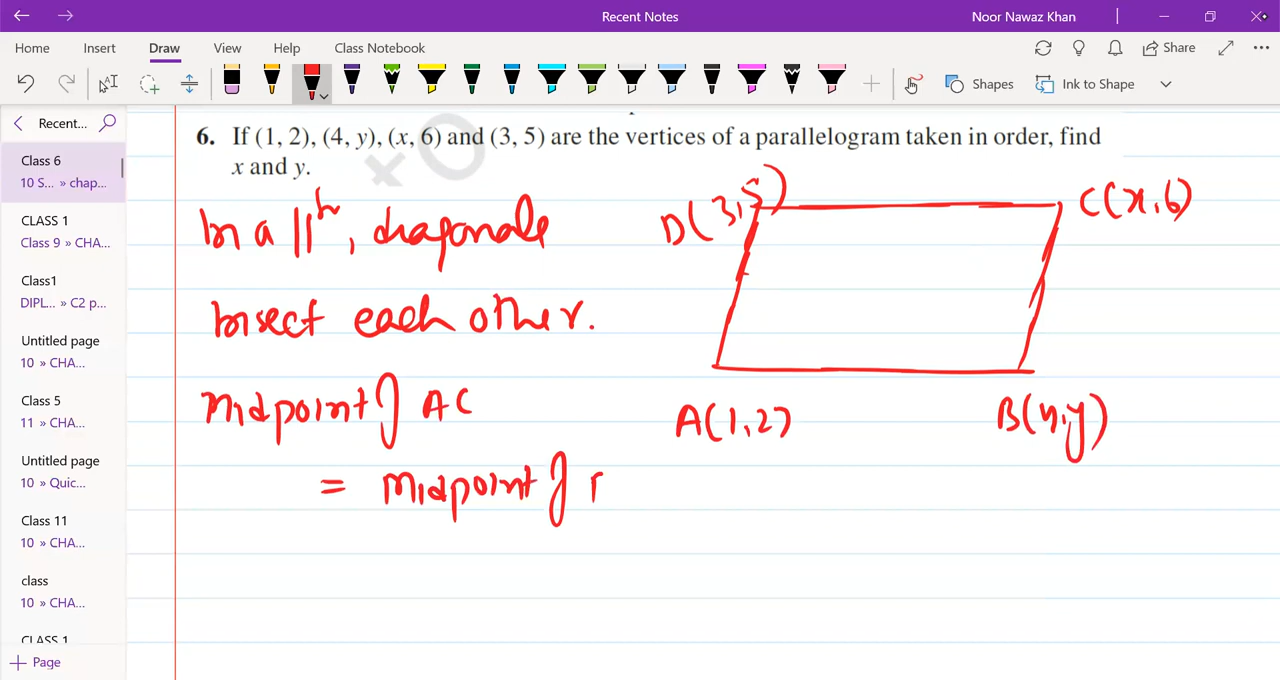 Recent Notes
Noor Nawaz Khan
Home Insert Draw View Help Class Notebook
Share
Shapes
Ink to Shape
Recent...
Class 6
10 S... » chap...
CLASS 1
Class 9 » CHA...
Class1
DIPL... » C2 p...
Untitled page
10 » CHA...
Class 5
11 » CHA...
Untitled page
10 » Quic...
Class 11
10 » CHA...
class
10 » CHA...
CLASS 1
Page
6. If (1, 2), (4, y), (x, 6) and (3, 5) are the vertices of a parallelogram taken in order, find
x and y.
In a ||gm, diagonals
bisect each other.
Midpoint of AC
= Midpoint of
D(3,5)
C(x,6)
A(1,2)
B(4,y)